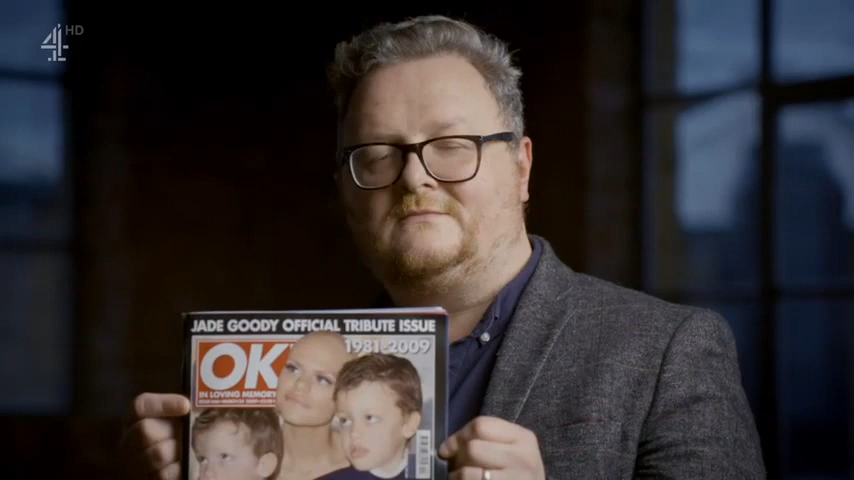 4 HD
JADE GOODY OFFICIAL TRIBUTE ISSUE
1981-2009
OK!
IN LOVING MEMORY